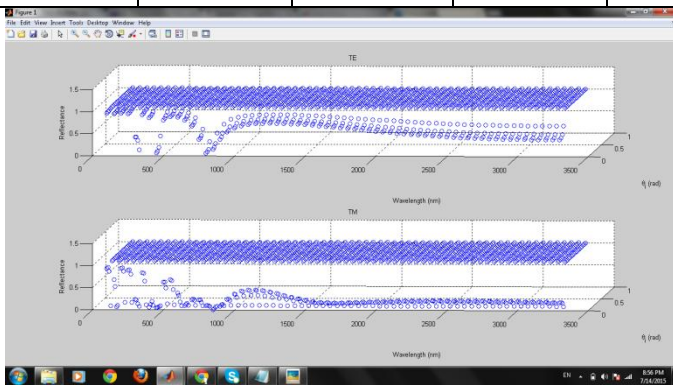 Figure 1
File Edit View Insert Tools Desktop Window Help
TE
1.5
1
0.5
0
Reflectance
0 500 1000 1500 2000 2500 3000 3500
0 0.5 1
Wavelength (nm)
θi (rad)
TM
1.5
1
0.5
0
Reflectance
0 500 1000 1500 2000 2500 3000 3500
0 0.5 1
Wavelength (nm)
θi (rad)
EN 8:56 PM
7/14/2015